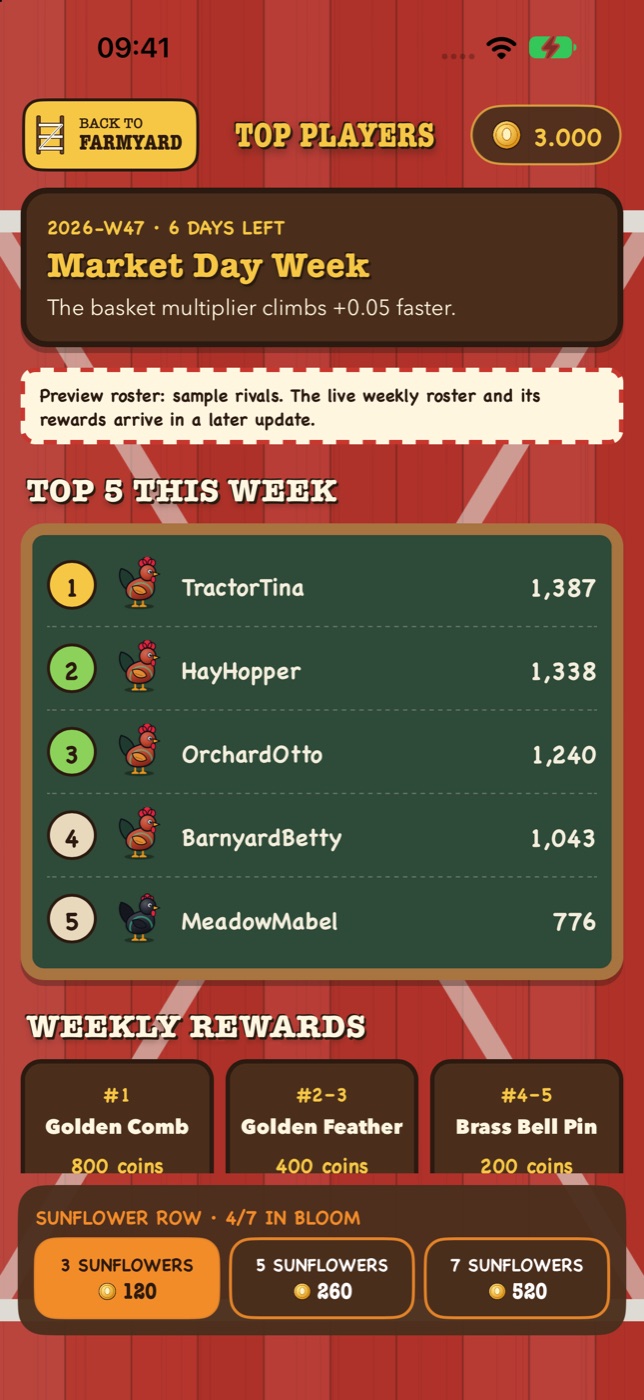 09:41
BACK TO
FARMYARD
TOP PLAYERS
3.000
2026-W47 · 6 DAYS LEFT
Market Day Week
The basket multiplier climbs +0.05 faster.
Preview roster: sample rivals. The live weekly roster and its
rewards arrive in a later update.
TOP 5 THIS WEEK
1 TractorTina 1,387
2 HayHopper 1,338
3 OrchardOtto 1,240
4 BarnyardBetty 1,043
5 MeadowMabel 776
WEEKLY REWARDS
#1 #2-3 #4-5
Golden Comb Golden Feather Brass Bell Pin
800 coins 400 coins 200 coins
SUNFLOWER ROW · 4/7 IN BLOOM
3 SUNFLOWERS 5 SUNFLOWERS 7 SUNFLOWERS
120 260 520